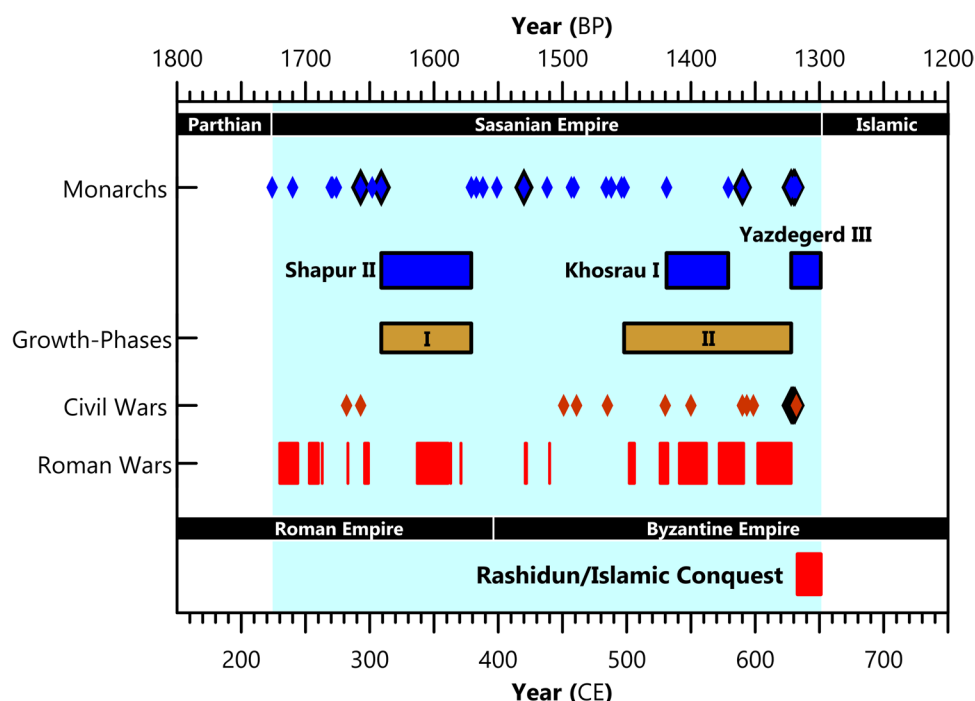 Year (BP)
1800 1700 1600 1500 1400 1300 1200
Parthian Sasanian Empire Islamic
Monarchs
Yazdegerd III
Shapur II Khosrau I
Growth-Phases I II
Civil Wars
Roman Wars
Roman Empire Byzantine Empire
Rashidun/Islamic Conquest
200 300 400 500 600 700
Year (CE)